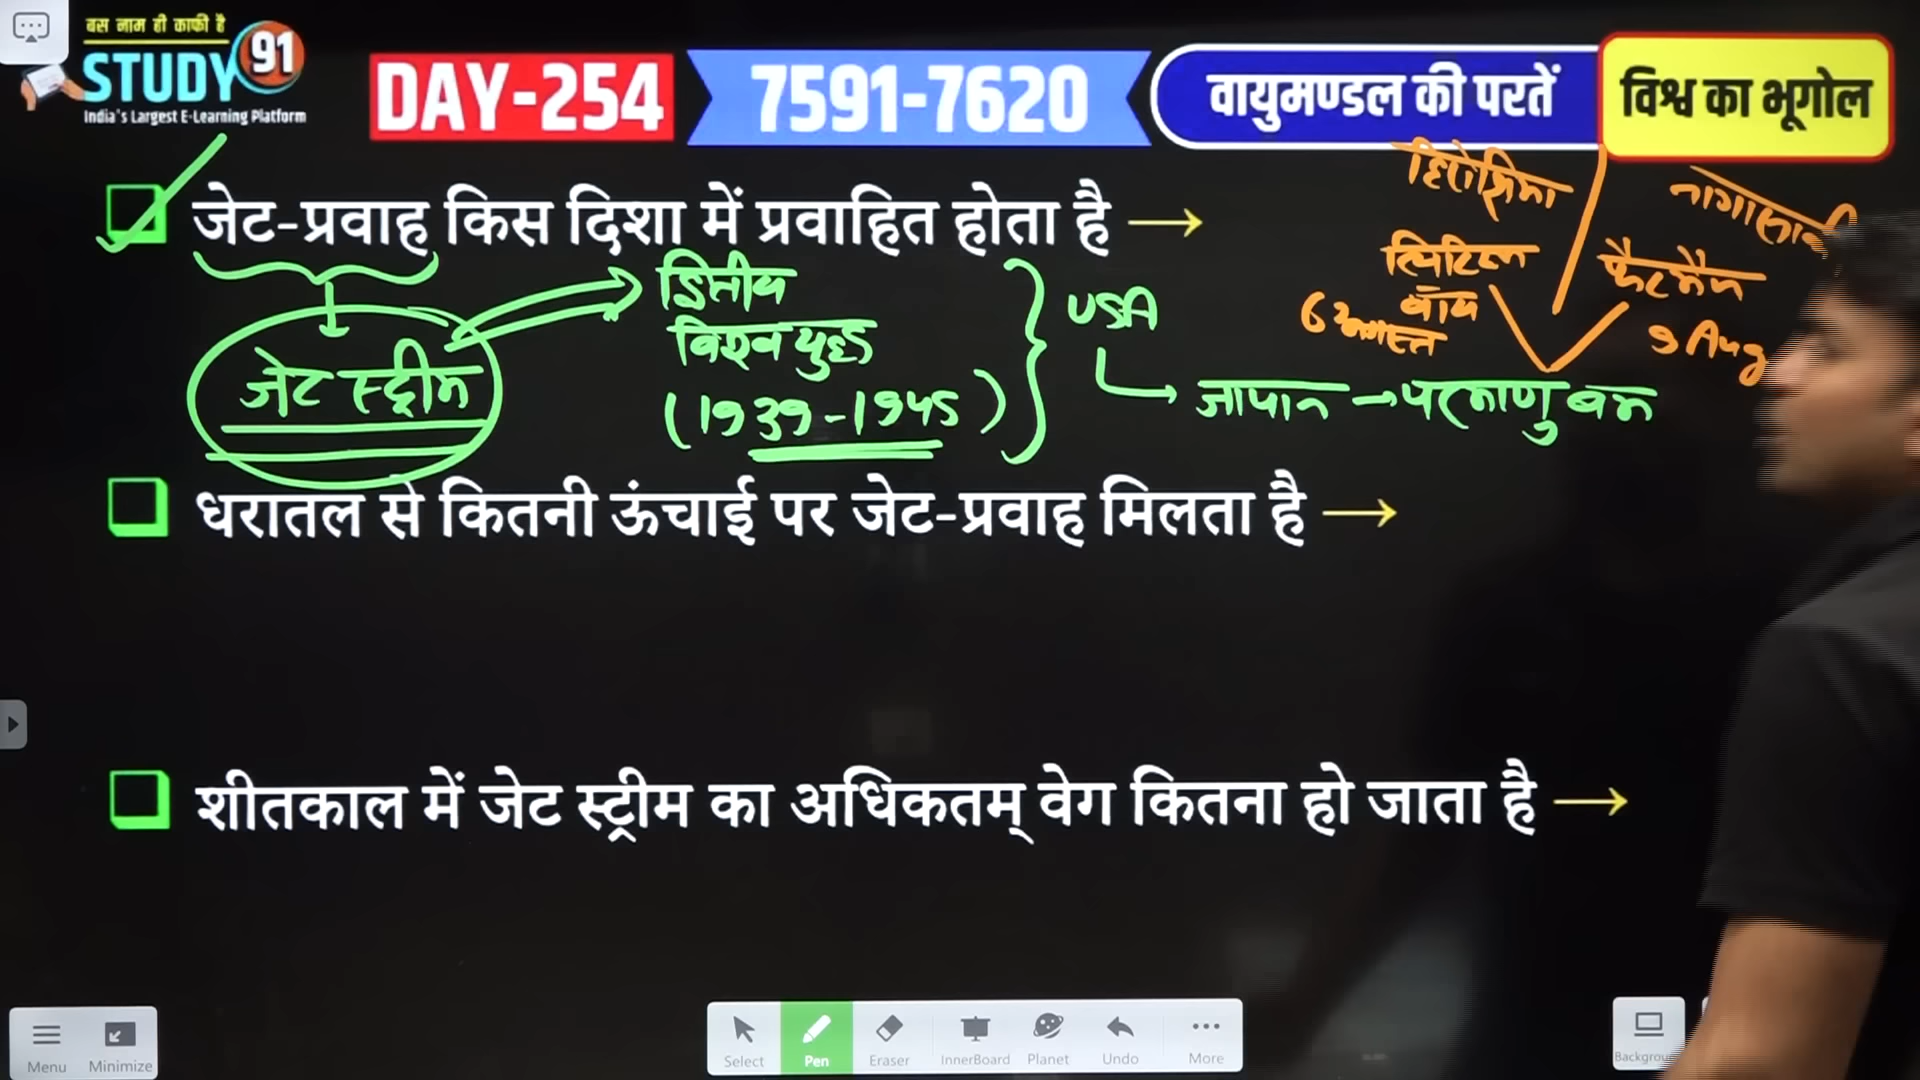 बस नाम ही काफी है
STUDY 91
India's Largest E-Learning Platform
DAY-254
7591-7620
वायुमण्डल की परतें
विश्व का भूगोल
जेट-प्रवाह किस दिशा में प्रवाहित होता है →
जेट स्ट्रीम
द्वितीय
विश्व युद्ध
(1939-1945)
USA
जापान → परमाणु बम
हिरोशिमा
लिटिल
बॉय
6 अगस्त
नागासाकी
फैटमैन
9 Aug
धरातल से कितनी ऊंचाई पर जेट-प्रवाह मिलता है →
शीतकाल में जेट स्ट्रीम का अधिकतम् वेग कितना हो जाता है →
Menu
Minimize
Select
Pen
Eraser
InnerBoard
Planet
Undo
More